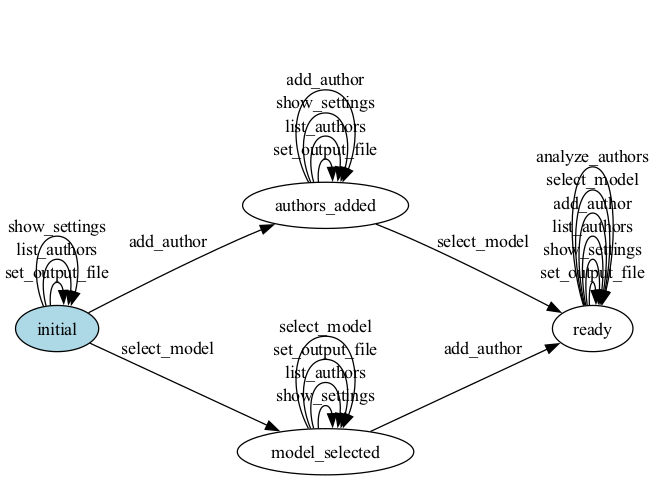 add_author
show_settings
list_authors
set_output_file
authors_added
analyze_authors
select_model
add_author
list_authors
show_settings
set_output_file
show_settings
list_authors
set_output_file
add_author
select_model
initial
ready
select_model
select_model
set_output_file
list_authors
show_settings
add_author
model_selected